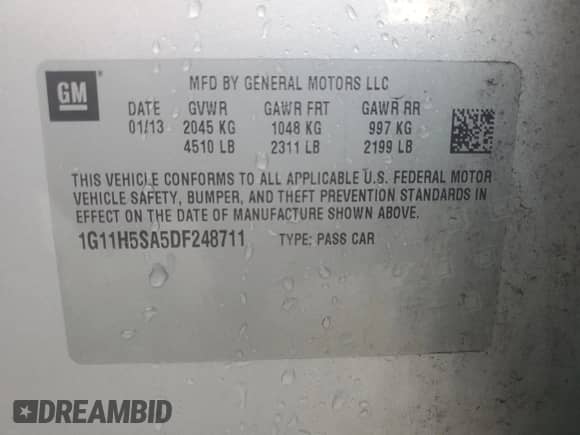 GM
MFD BY GENERAL MOTORS LLC
DATE GVWR GAWR FRT GAWR RR
01/13 2045 KG 1048 KG 997 KG
4510 LB 2311 LB 2199 LB
THIS VEHICLE CONFORMS TO ALL APPLICABLE U.S. FEDERAL MOTOR
VEHICLE SAFETY, BUMPER, AND THEFT PREVENTION STANDARDS IN
EFFECT ON THE DATE OF MANUFACTURE SHOWN ABOVE.
1G11H5SA5DF248711 TYPE: PASS CAR
DREAMBID